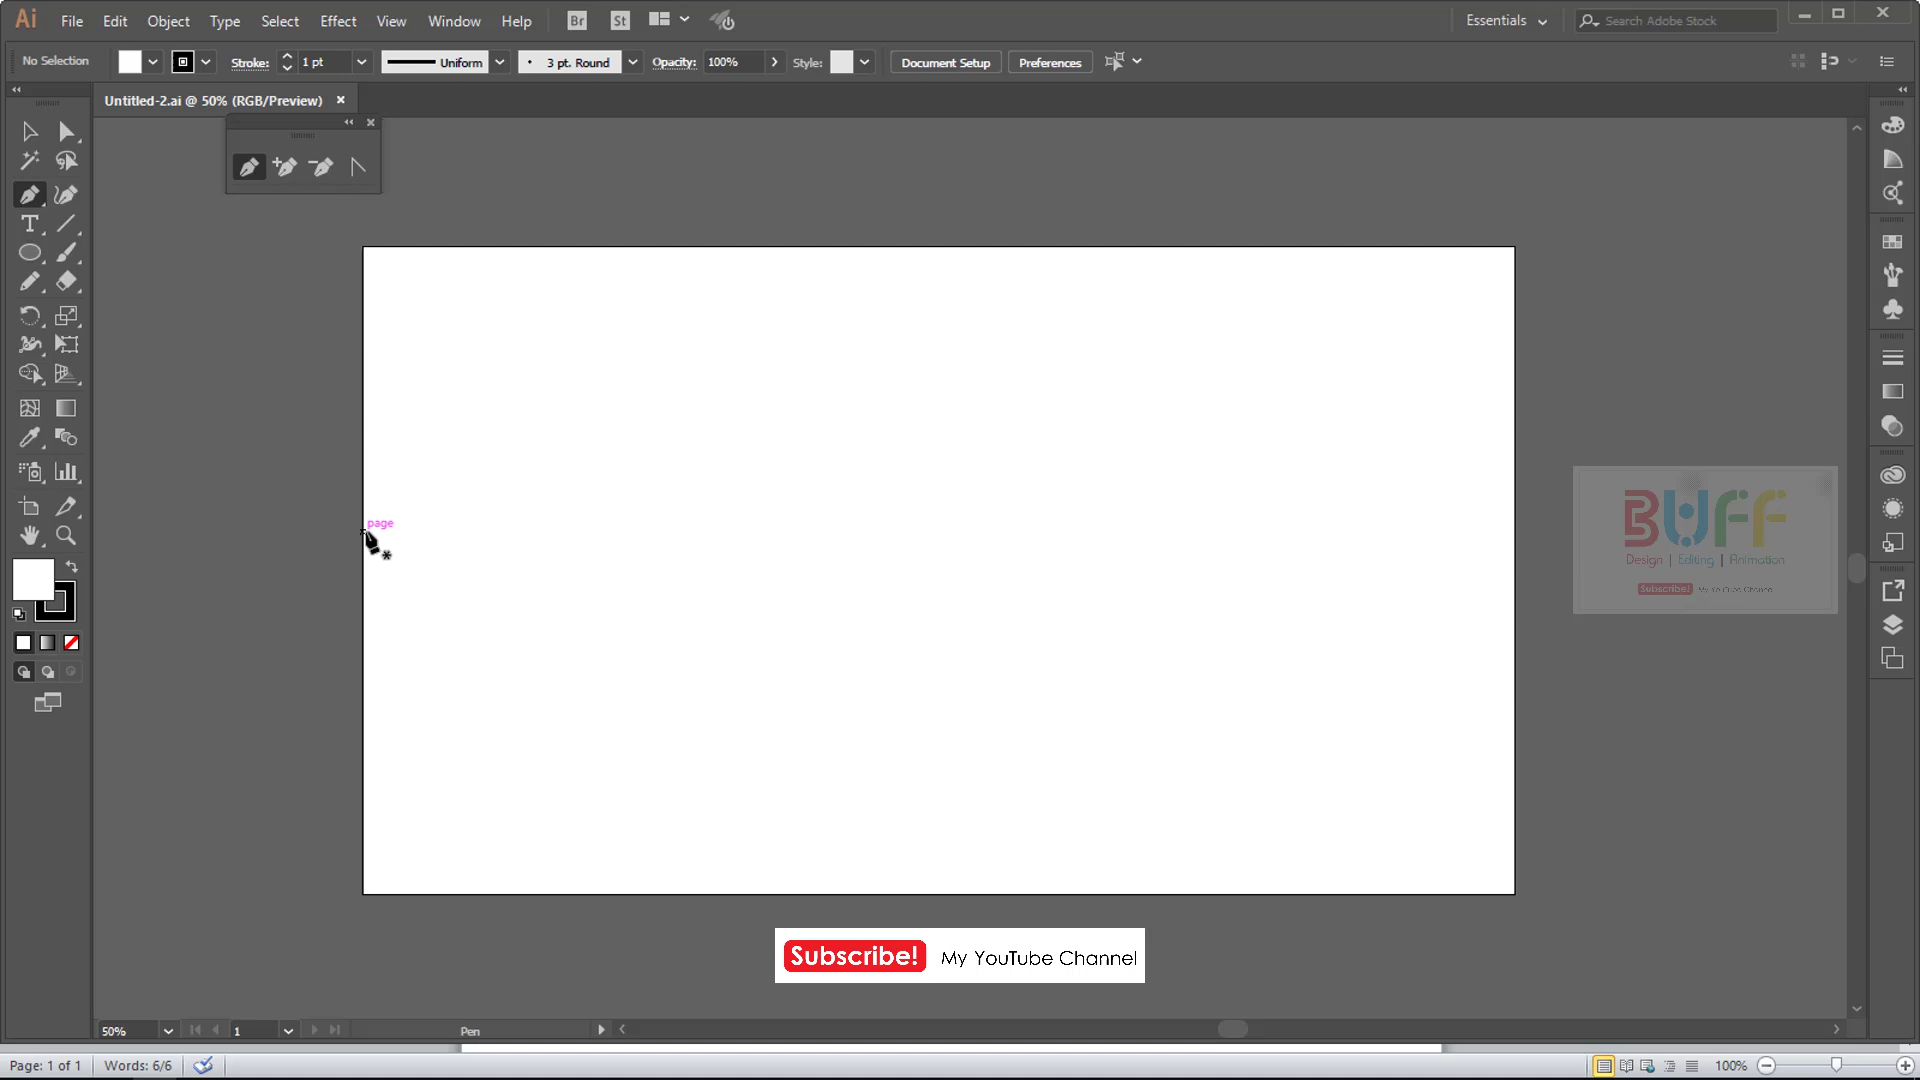 Ai File Edit Object Type Select Effect View Window Help Br St Essentials Search Adobe Stock
No Selection Stroke: 1 pt Uniform 3 pt. Round Opacity: 100% Style: Document Setup Preferences
Untitled-2.ai @ 50% (RGB/Preview)
page
BUFF
Design | Editing | Animation
Subscribe! My YouTube Channel
Subscribe! My YouTube Channel
50% 1 Pen
Page: 1 of 1 Words: 6/6 100%